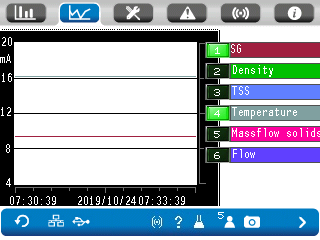 20
mA
16
12
8
4
07:30:39 2019/10/24 07:33:39
1 SG
2 Density
3 TSS
4 Temperature
5 Massflow solids
6 Flow
5